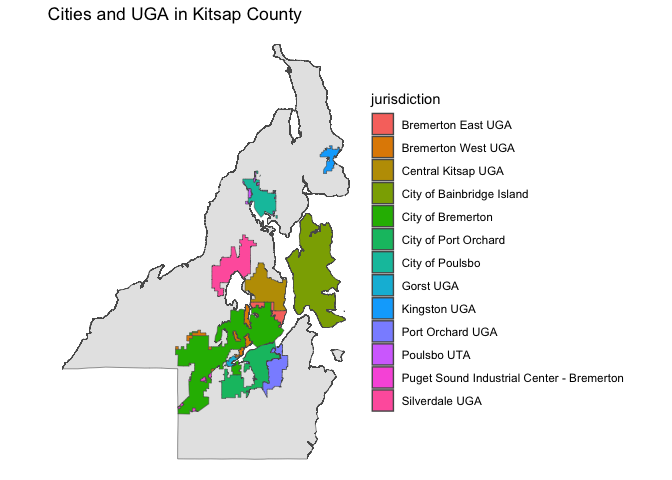 Cities and UGA in Kitsap County
jurisdiction
Bremerton East UGA
Bremerton West UGA
Central Kitsap UGA
City of Bainbridge Island
City of Bremerton
City of Port Orchard
City of Poulsbo
Gorst UGA
Kingston UGA
Port Orchard UGA
Poulsbo UTA
Puget Sound Industrial Center - Bremerton
Silverdale UGA